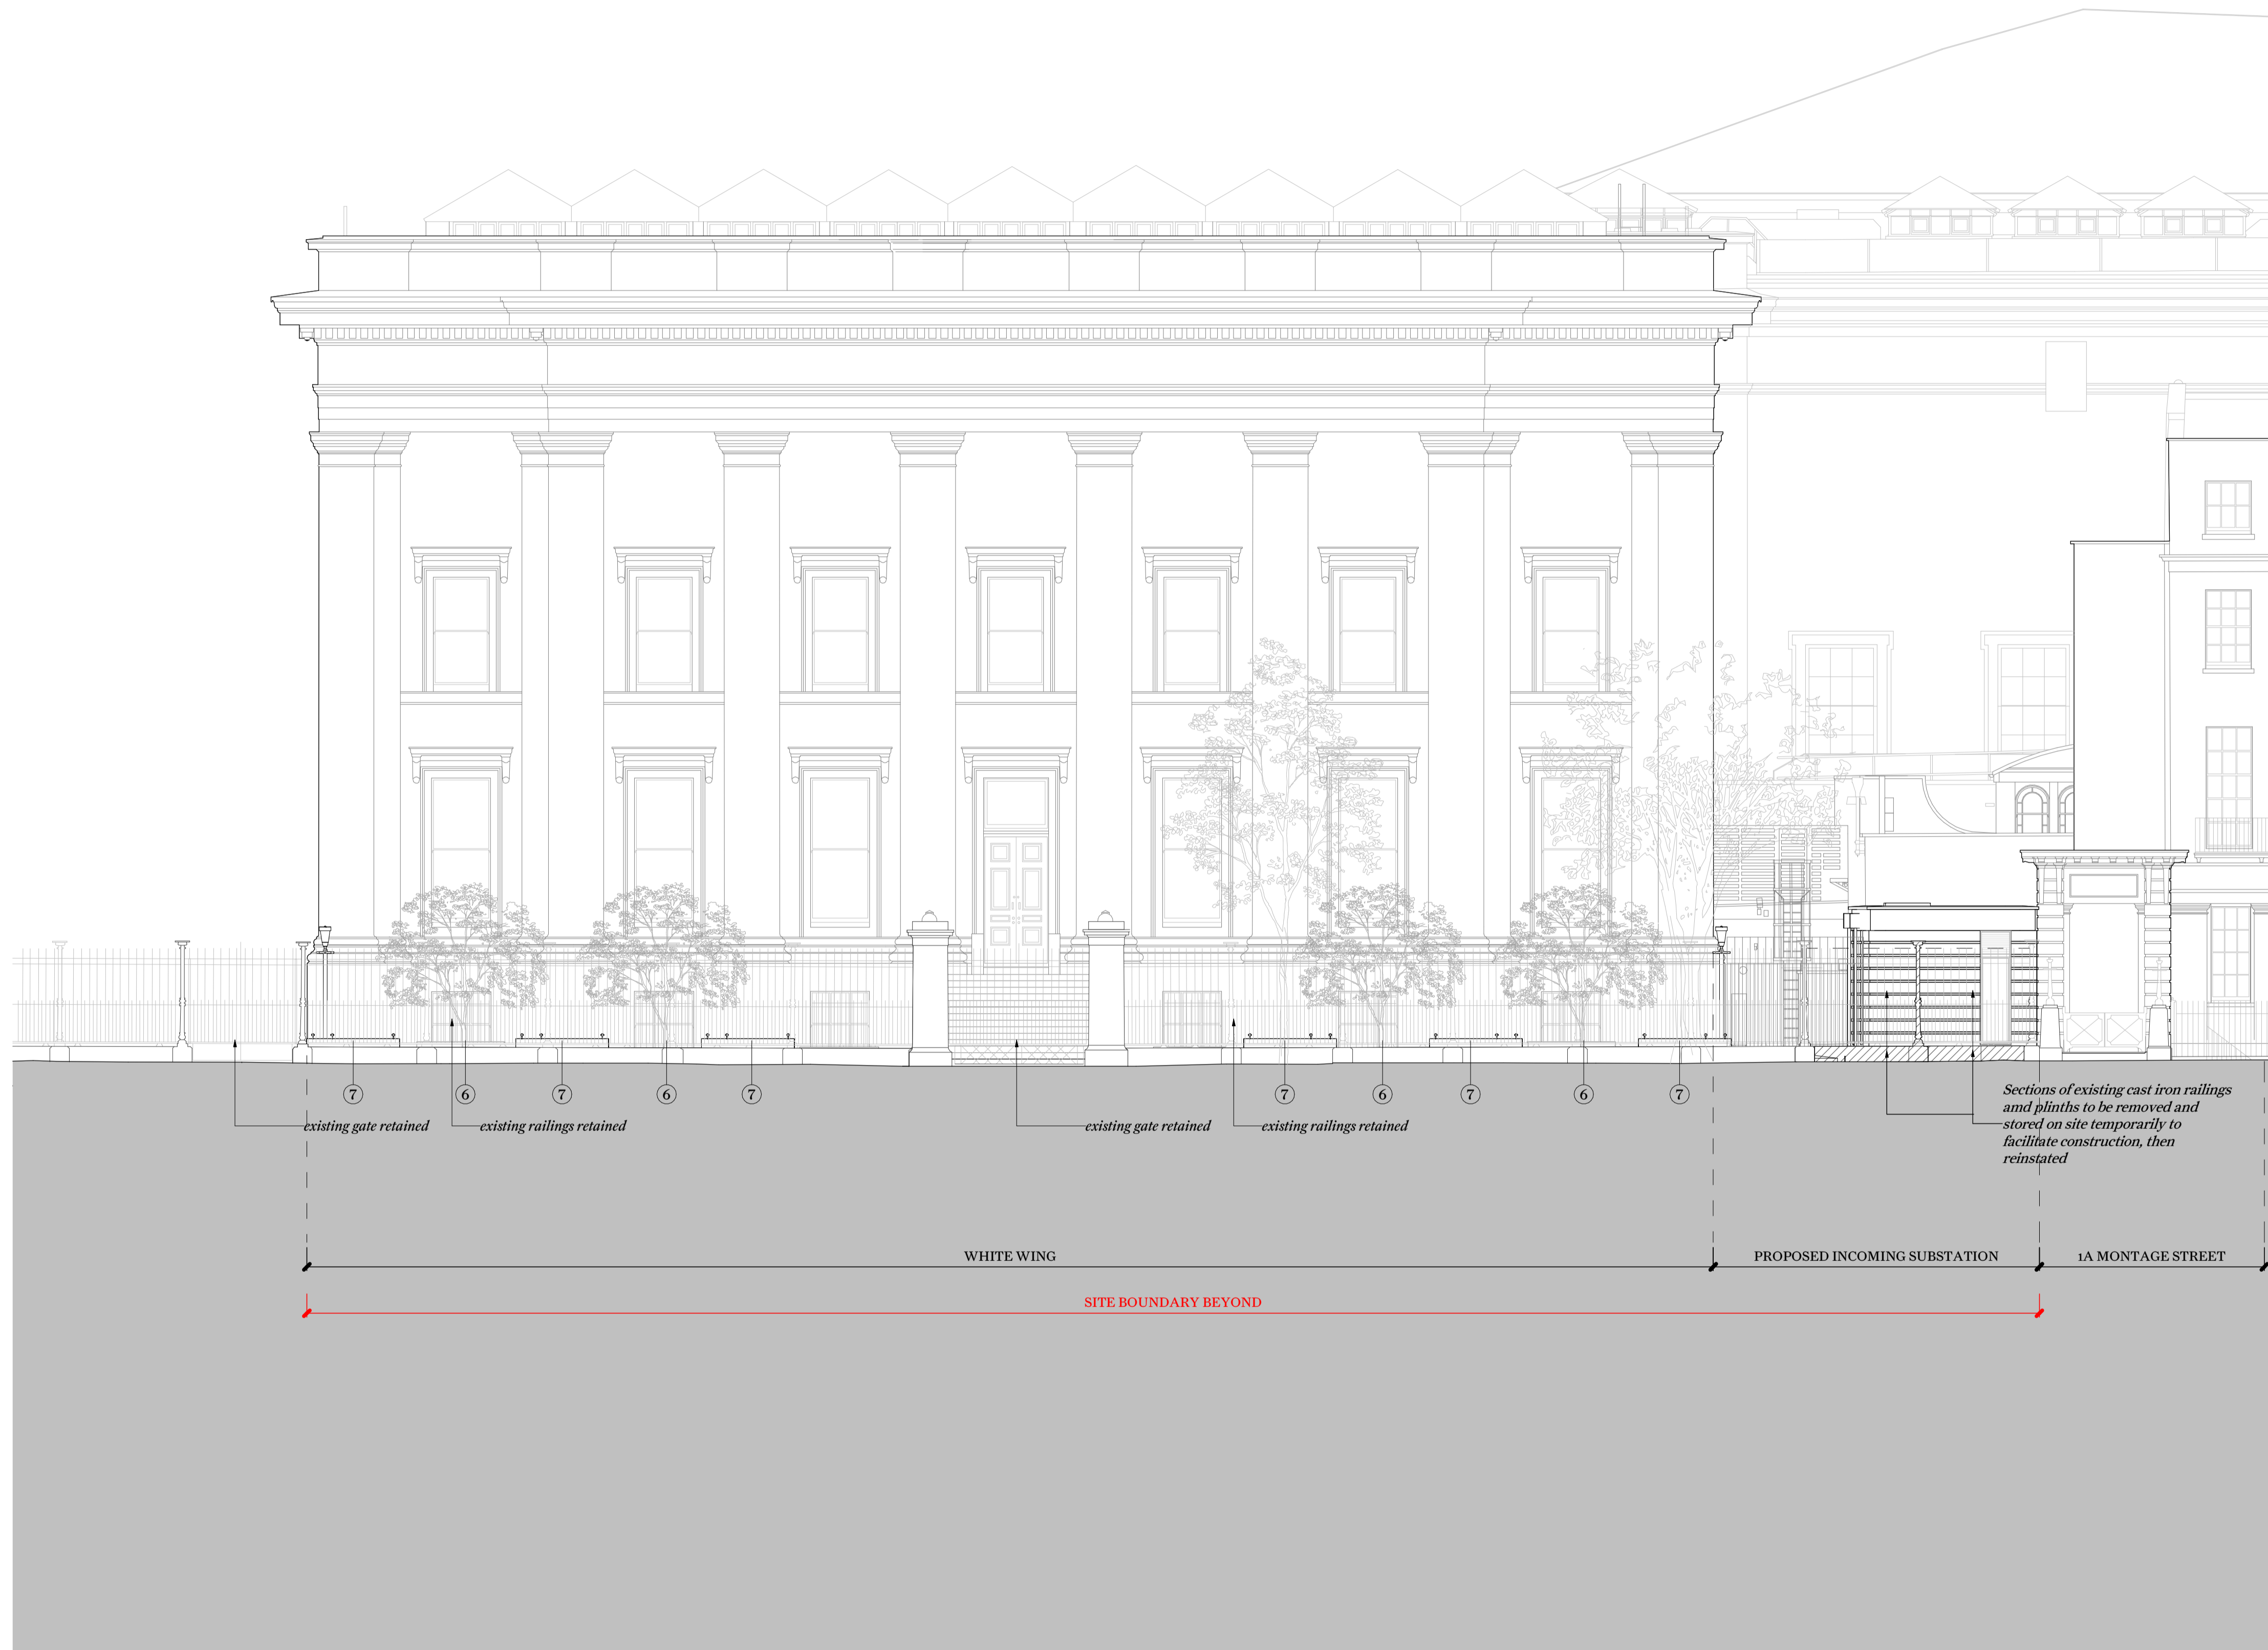 7 6 7 6 7 7 6 7 6 7
existing gate retained
existing railings retained
existing gate retained
existing railings retained
Sections of existing cast iron railings
amd plinths to be removed and
stored on site temporarily to
facilitate construction, then
reinstated
WHITE WING
PROPOSED INCOMING SUBSTATION
1A MONTAGE STREET
SITE BOUNDARY BEYOND